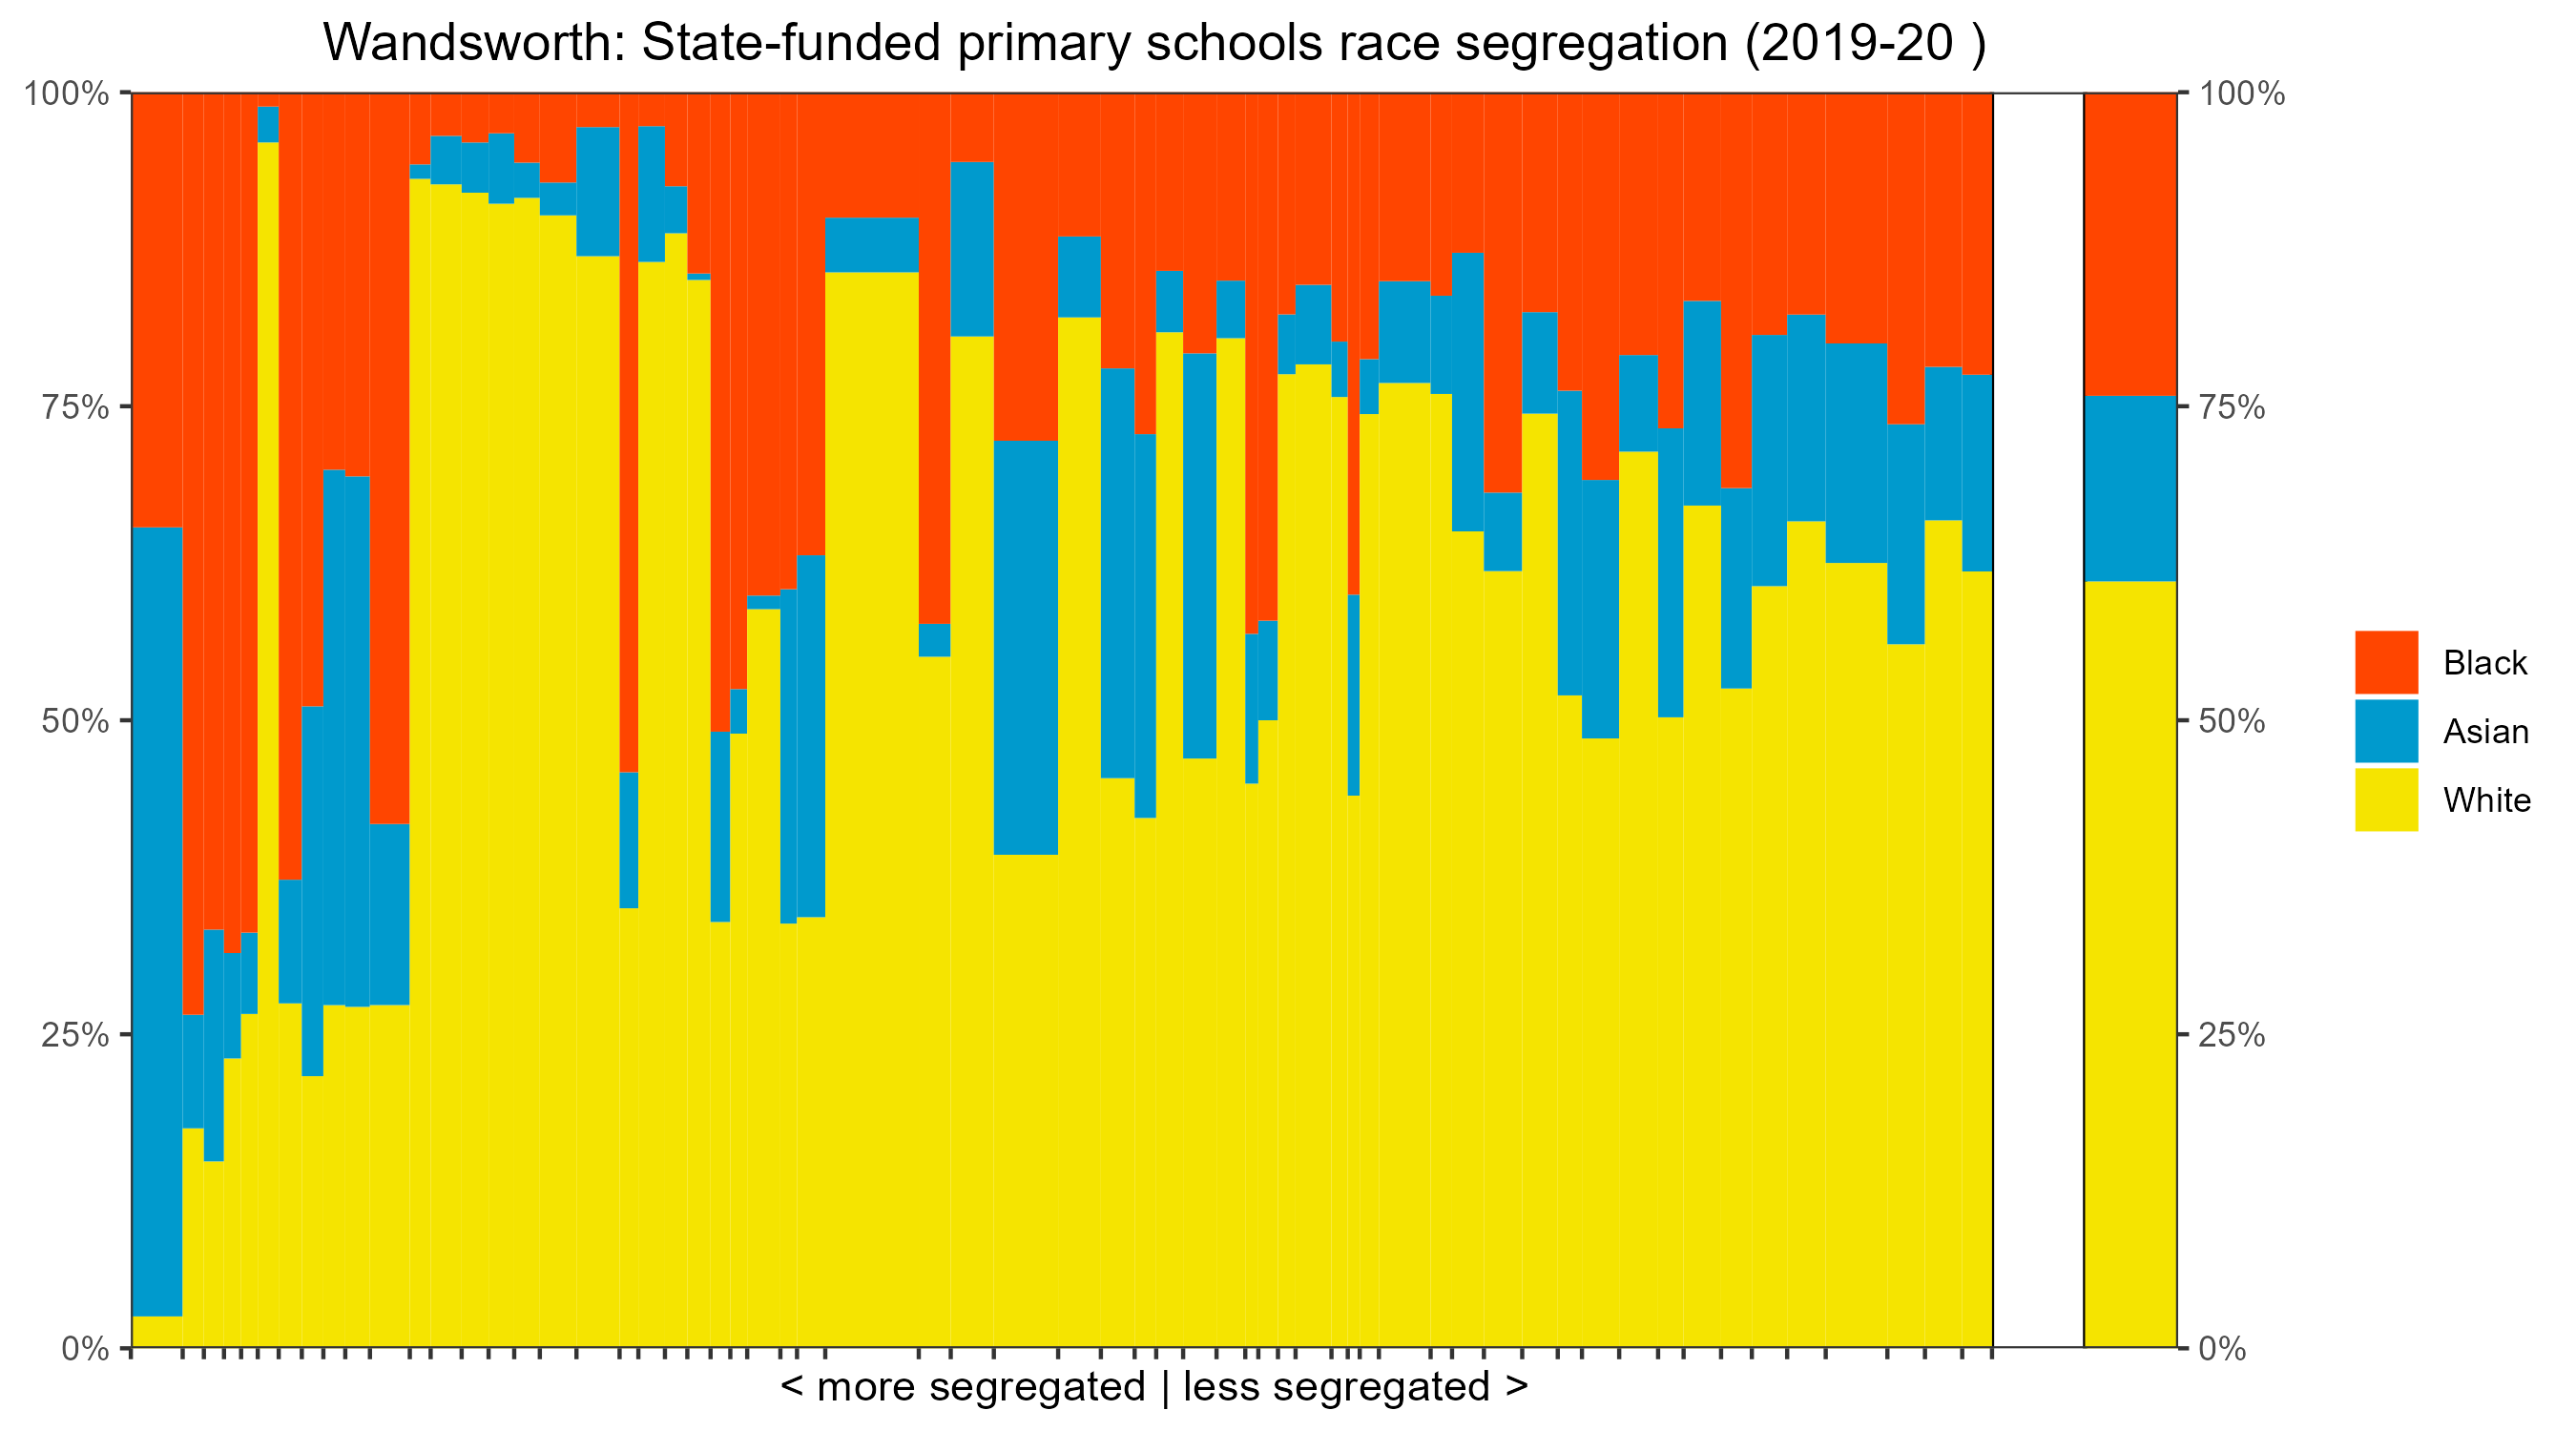 Wandsworth: State-funded primary schools race segregation (2019-20 )
100%
75%
50%
25%
0%
100%
75%
50%
25%
0%
Black
Asian
White
< more segregated | less segregated >